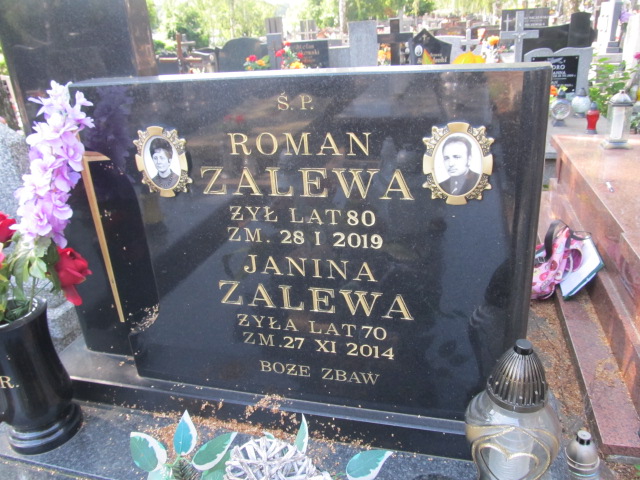 Ś. P.
ROMAN
ZALEWA
ŻYŁ LAT 80
ZM. 28 I 2019
JANINA
ZALEWA
ŻYŁA LAT 70
ZM. 27 XI 2014
BOŻE ZBAW
R.